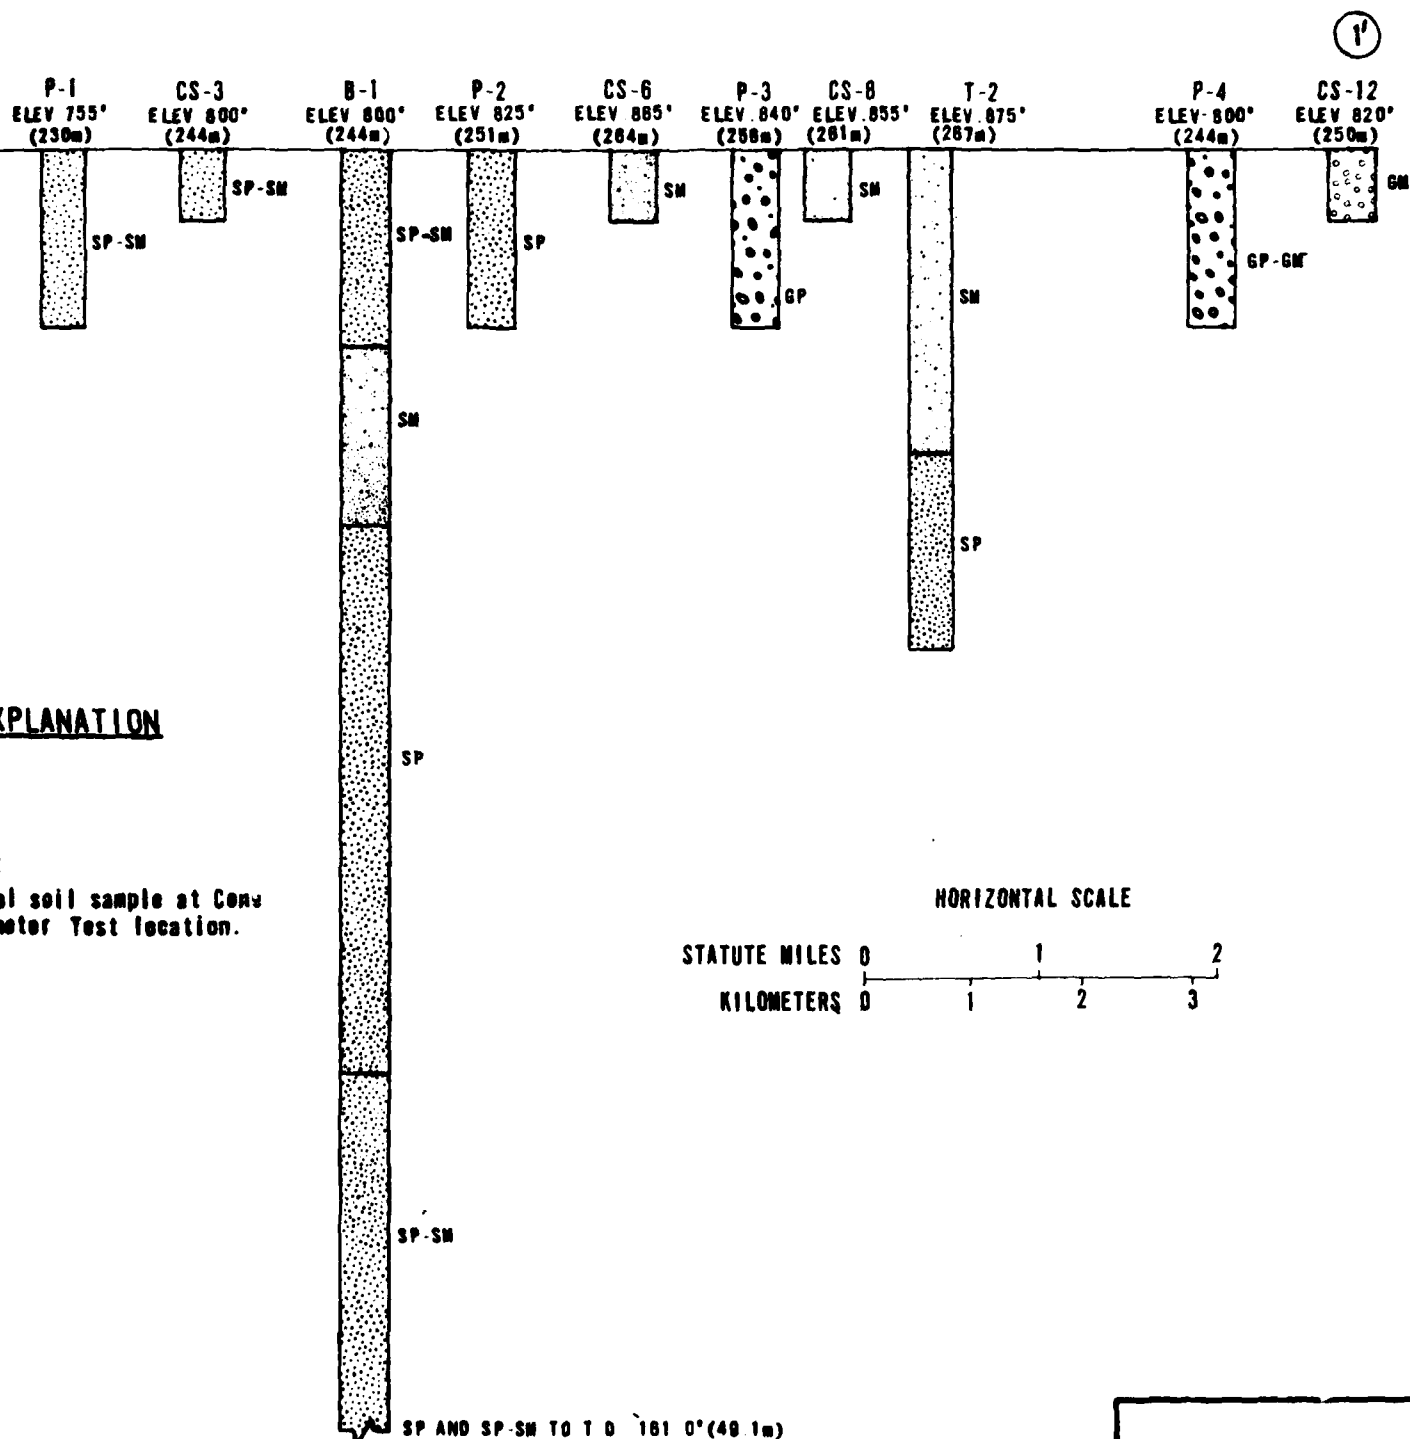 1'
P-1 CS-3 B-1 P-2 CS-6 P-3 CS-8 T-2 P-4 CS-12
ELEV 755' ELEV 800' ELEV 800' ELEV 825' ELEV 865' ELEV. 840' ELEV. 855' ELEV. 875' ELEV- 800' ELEV 820'
(230m) (244m) (244m) (251m) (264m) (256m) (261m) (267m) (244m) (250m)
SP-SM
SP-SM
SP-SM
SP
SM
GP
SM
SM
GP-GM
GM
SM
SP
XPLANATION
SP
al soil sample at Cone
meter Test location.
HORIZONTAL SCALE
STATUTE MILES 0 1 2
KILOMETERS 0 1 2 3
SP-SM
SP AND SP-SM TO T D 161 0'(49.1m)